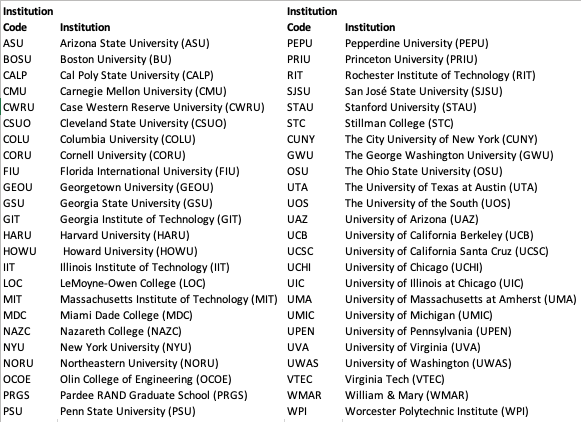 Institution Code Institution
ASU Arizona State University (ASU)
BOSU Boston University (BU)
CALP Cal Poly State University (CALP)
CMU Carnegie Mellon University (CMU)
CWRU Case Western Reserve University (CWRU)
CSUO Cleveland State University (CSUO)
COLU Columbia University (COLU)
CORU Cornell University (CORU)
FIU Florida International University (FIU)
GEOU Georgetown University (GEOU)
GSU Georgia State University (GSU)
GIT Georgia Institute of Technology (GIT)
HARU Harvard University (HARU)
HOWU Howard University (HOWU)
IIT Illinois Institute of Technology (IIT)
LOC LeMoyne-Owen College (LOC)
MIT Massachusetts Institute of Technology (MIT)
MDC Miami Dade College (MDC)
NAZC Nazareth College (NAZC)
NYU New York University (NYU)
NORU Northeastern University (NORU)
OCOE Olin College of Engineering (OCOE)
PRGS Pardee RAND Graduate School (PRGS)
PSU Penn State University (PSU)
Institution Code Institution
PEPU Pepperdine University (PEPU)
PRIU Princeton University (PRIU)
RIT Rochester Institute of Technology (RIT)
SJSU San José State University (SJSU)
STAU Stanford University (STAU)
STC Stillman College (STC)
CUNY The City University of New York (CUNY)
GWU The George Washington University (GWU)
OSU The Ohio State University (OSU)
UTA The University of Texas at Austin (UTA)
UOS The University of the South (UOS)
UAZ University of Arizona (UAZ)
UCB University of California Berkeley (UCB)
UCSC University of California Santa Cruz (UCSC)
UCHI University of Chicago (UCHI)
UIC University of Illinois at Chicago (UIC)
UMA University of Massachusetts at Amherst (UMA)
UMIC University of Michigan (UMIC)
UPEN University of Pennsylvania (UPEN)
UVA University of Virginia (UVA)
UWAS University of Washington (UWAS)
VTEC Virginia Tech (VTEC)
WMAR William & Mary (WMAR)
WPI Worcester Polytechnic Institute (WPI)